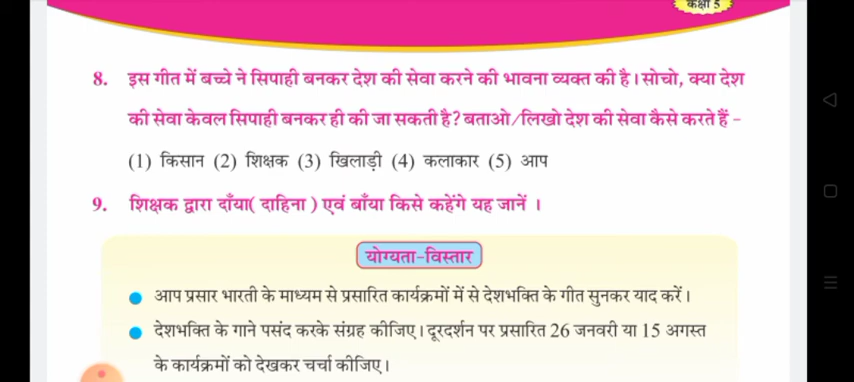 कक्षा 5
8. इस गीत में बच्चे ने सिपाही बनकर देश की सेवा करने की भावना व्यक्त की है। सोचो, क्या देश
की सेवा केवल सिपाही बनकर ही की जा सकती है? बताओ/लिखो देश की सेवा कैसे करते हैं -
(1) किसान (2) शिक्षक (3) खिलाड़ी (4) कलाकार (5) आप
9. शिक्षक द्वारा दाँया( दाहिना ) एवं बाँया किसे कहेंगे यह जानें ।
योग्यता-विस्तार
आप प्रसार भारती के माध्यम से प्रसारित कार्यक्रमों में से देशभक्ति के गीत सुनकर याद करें।
देशभक्ति के गाने पसंद करके संग्रह कीजिए। दूरदर्शन पर प्रसारित 26 जनवरी या 15 अगस्त
के कार्यक्रमों को देखकर चर्चा कीजिए।